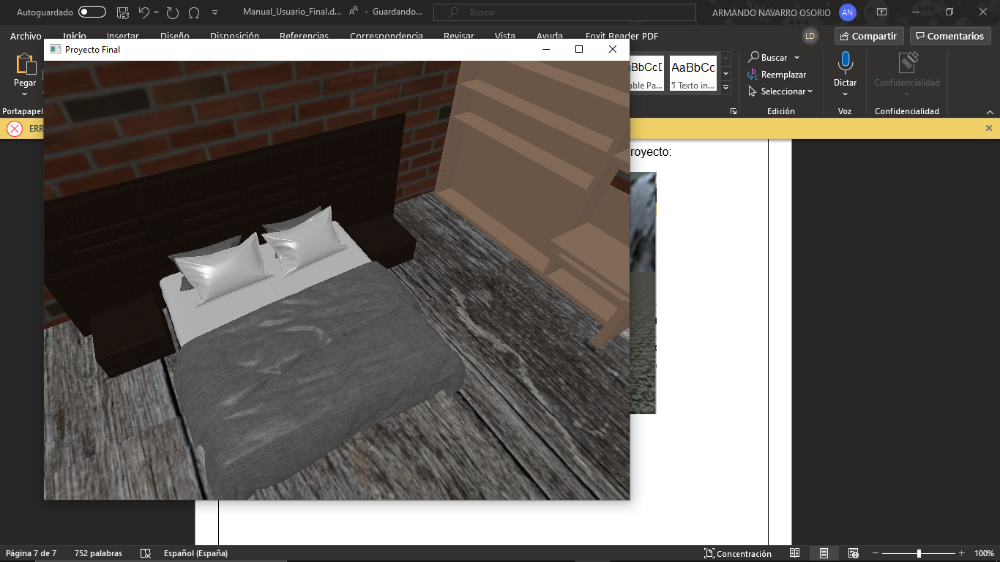 Autoguardado
Manual_Usuario_Final.d...
- Guardando...
Buscar
ARMANDO NAVARRO OSORIO
AN
Archivo Inicio Insertar Diseño Disposición Referencias Correspondencia Revisar Vista Ayuda Foxit Reader PDF
LD
Compartir
Comentarios
Proyecto Final
Pegar
Portapapel
BbCcD
AaBbCc
able Pa...
¶ Texto in...
Buscar
Reemplazar
Seleccionar
Edición
Dictar
Voz
Confidencialidad
Confidencialidad
ERR
royecto:
Página 7 de 7 752 palabras Español (España) Concentración 100%